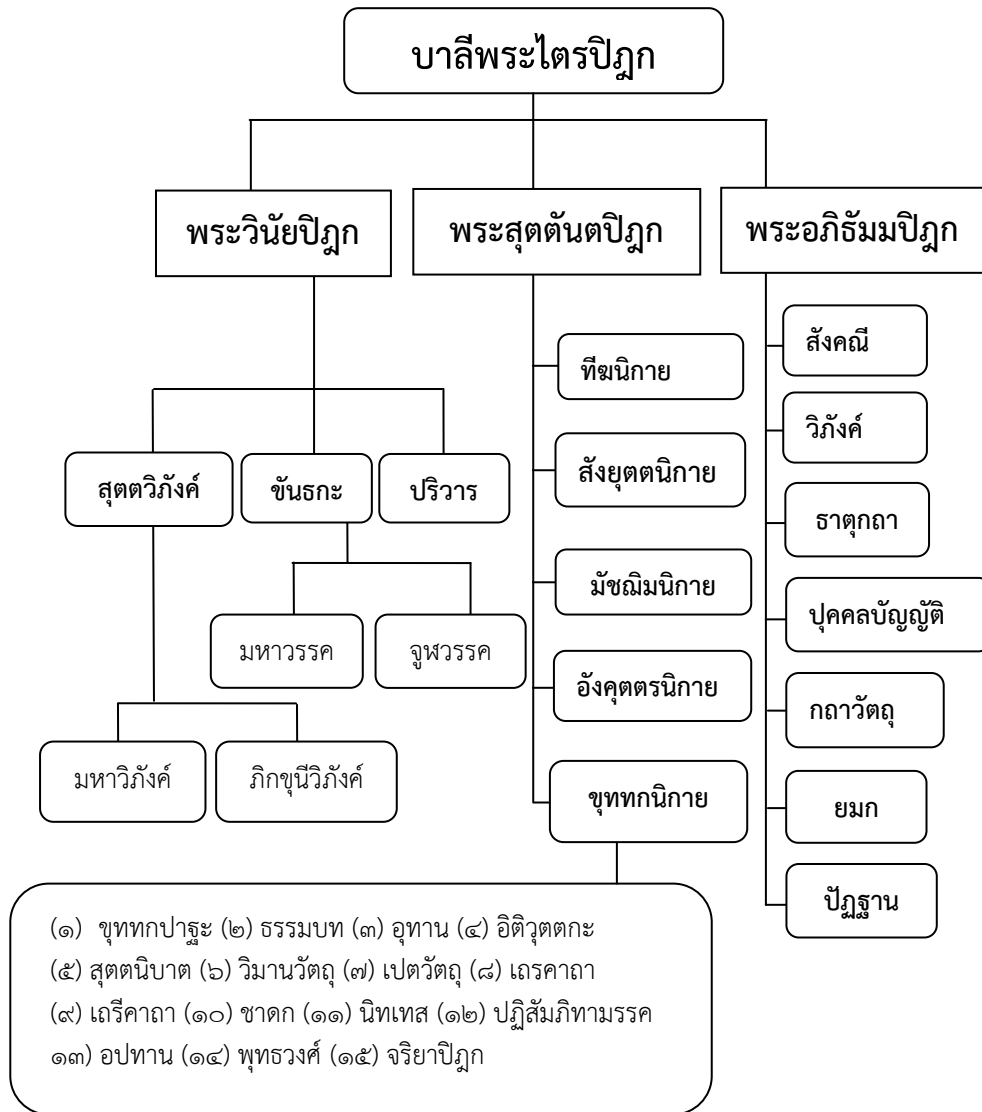 บาลีพระไตรปิฎก
พระวินัยปิฎก
พระสุตตันตปิฎก
พระอภิธัมมปิฎก
สุตตวิภังค์
ขันธกะ
ปริวาร
มหาวรรค
จูฬวรรค
มหาวิภังค์
ภิกขุนีวิภังค์
ทีฆนิกาย
สังยุตตนิกาย
มัชฌิมนิกาย
อังคุตตรนิกาย
ขุททกนิกาย
สังคณี
วิภังค์
ธาตุกถา
ปุคคลบัญญัติ
กถาวัตถุ
ยมก
ปัฏฐาน
(๑) ขุททกปาฐะ (๒) ธรรมบท (๓) อุทาน (๔) อิติวุตตกะ
(๕) สุตตนิบาต (๖) วิมานวัตถุ (๗) เปตวัตถุ (๘) เถรคาถา
(๙) เถรีคาถา (๑๐) ชาดก (๑๑) นิทเทส (๑๒) ปฏิสัมภิทามรรค
๑๓) อปทาน (๑๔) พุทธวงศ์ (๑๕) จริยาปิฎก